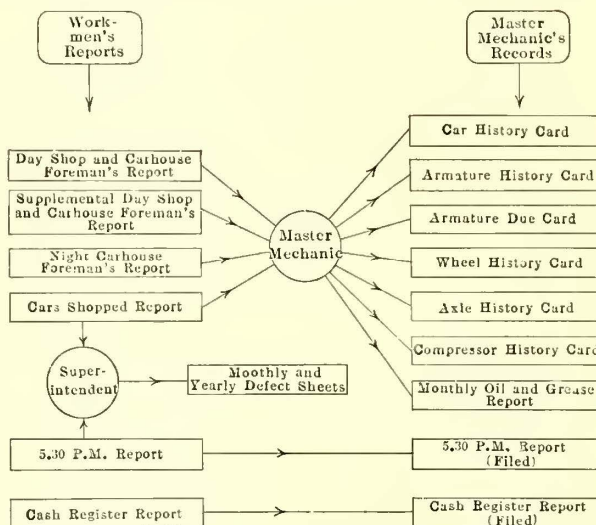 Work-
men's
Reports
Master
Mechanic's
Records
Day Shop and Carhouse
Foreman's Report
Supplemental Day Shop
and Carhouse Foreman's
Report
Night Carhouse
Foreman's Report
Cars Shopped Report
Master
Mechanic
Car History Card
Armature History Card
Armature Due Card
Wheel History Card
Axle History Card
Compressor History Card
Monthly Oil and Grease
Report
Super-
intendent
Moothly and
Yearly Defect Sheets
5.30 P.M. Report
5.30 P.M. Report
(Filed)
Cash Register Report
Cash Register Report
(Filed)